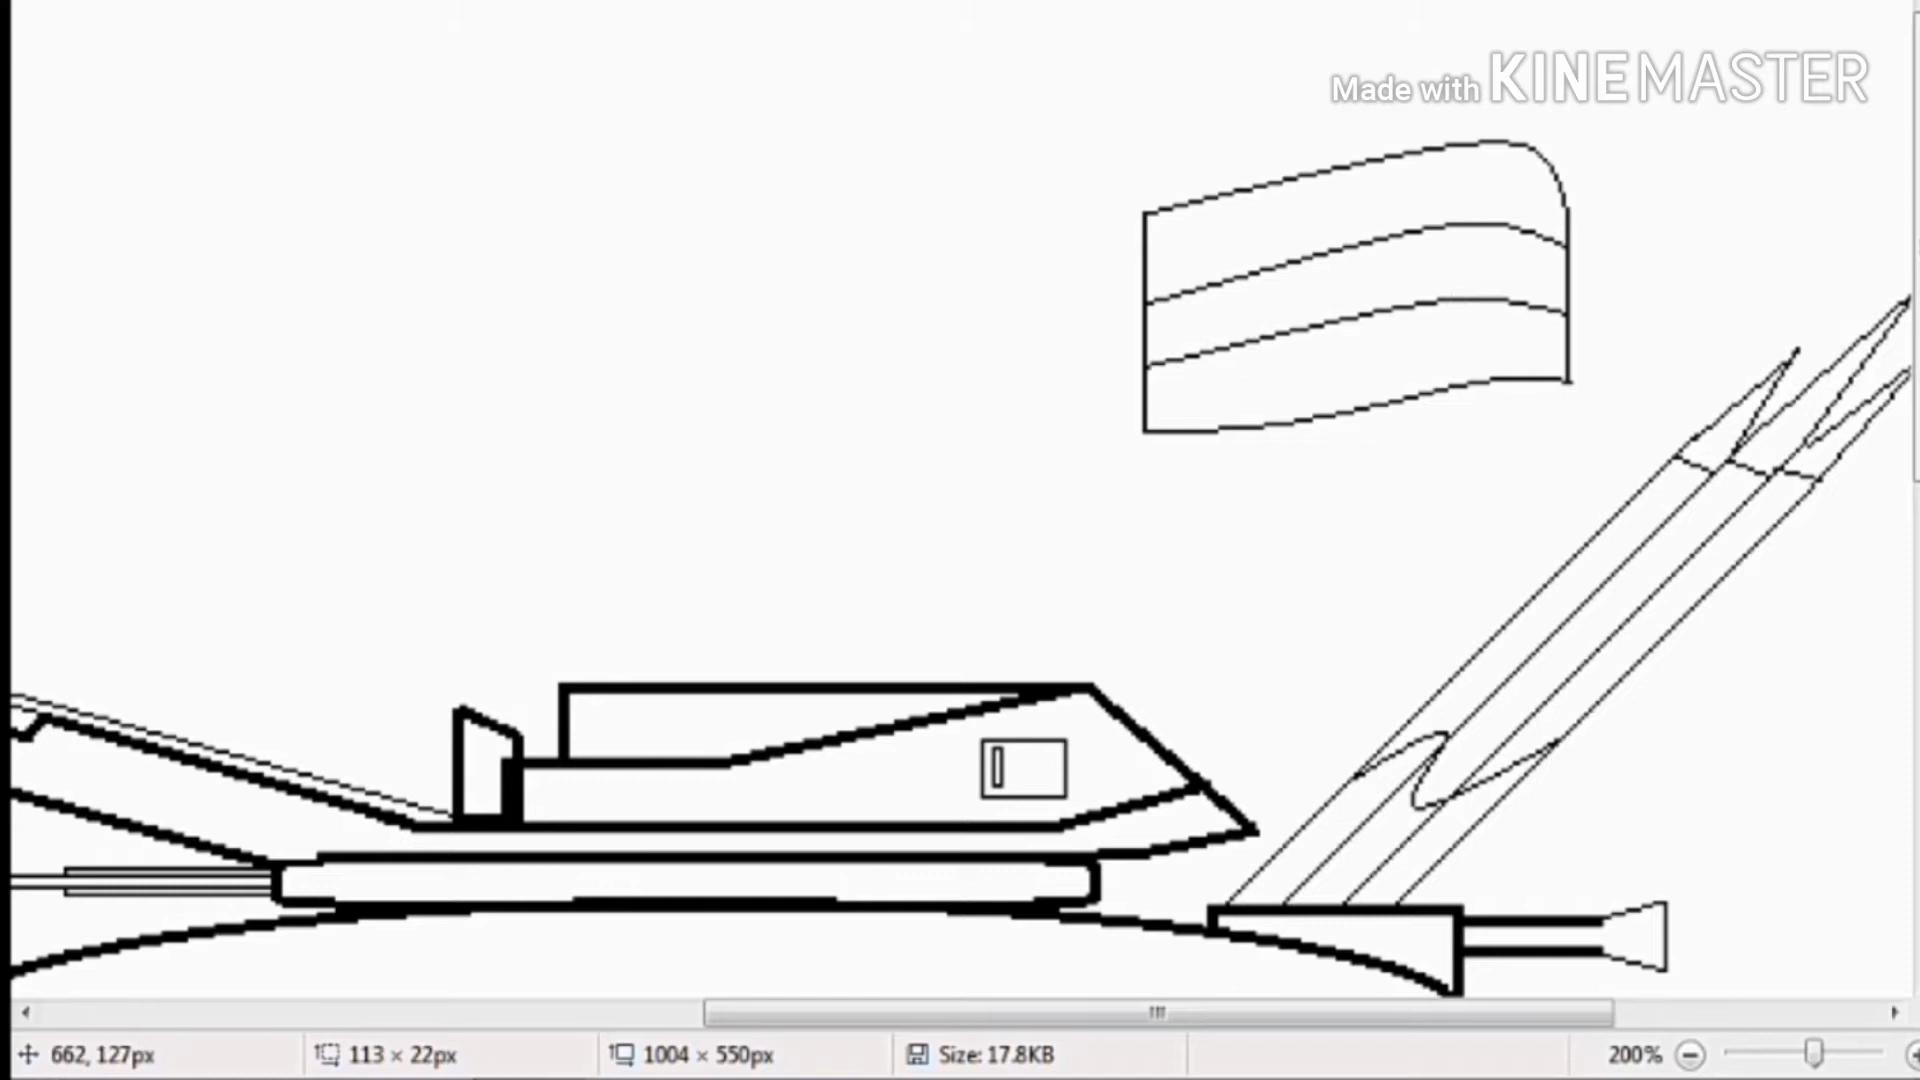 Made with KINEMASTER
662, 127px
113 × 22px
1004 × 550px
Size: 17.8KB
200%